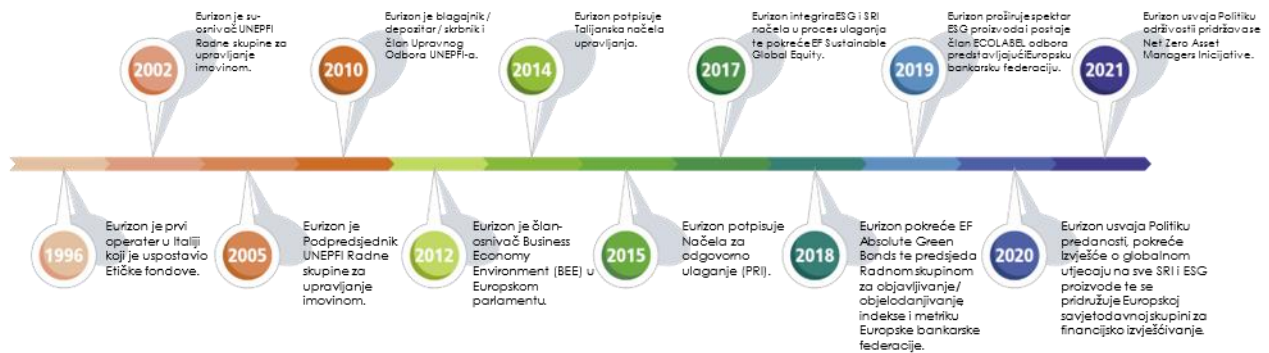 Eurizon je su-
osnivač UNEPFI
Radne skupine za
upravljanje
imovinom.
2002
Eurizon je blagajnik /
depozitar / skrbnik i
član Upravnog
Odbora UNEPFI-a.
2010
Eurizon potpisuje
Talijanska načela
upravljanja.
2014
Eurizon integrira ESG i SRI
načela u proces ulaganja
te pokreće EF Sustainable
Global Equity.
2017
Eurizon proširuje spektar
ESG proizvoda i postaje
član ECOLABEL odbora
predstavljajući Europsku
bankarsku federaciju.
2019
Eurizon usvaja Politiku
održivosti i pridržava se
Net Zero Asset
Managers Inicijative.
2021
1996
Eurizon je prvi
operater u Italiji
koji je uspostavio
Etičke fondove.
2005
Eurizon je
Podpredsjednik
UNEPFI Radne
skupine za
upravljanje
imovinom.
2012
Eurizon je član-
osnivač Business
Economy
Environment (BEE) u
Europskom
parlamentu.
2015
Eurizon potpisuje
Načela za
odgovorno
ulaganje (PRI).
2018
Eurizon pokreće EF
Absolute Green
Bonds te predsjeda
Radnom skupinom
za objavljivanje/
objelodanjivanje
indekse i metriku
Europske bankarske
federacije.
2020
Eurizon usvaja Politiku
predanosti, pokreće
Izvješće o globalnom
utjecaju na sve SRI i ESG
proizvode te se
pridružuje Europskoj
savjetodavnoj skupini za
financijsko izvješćivanje.